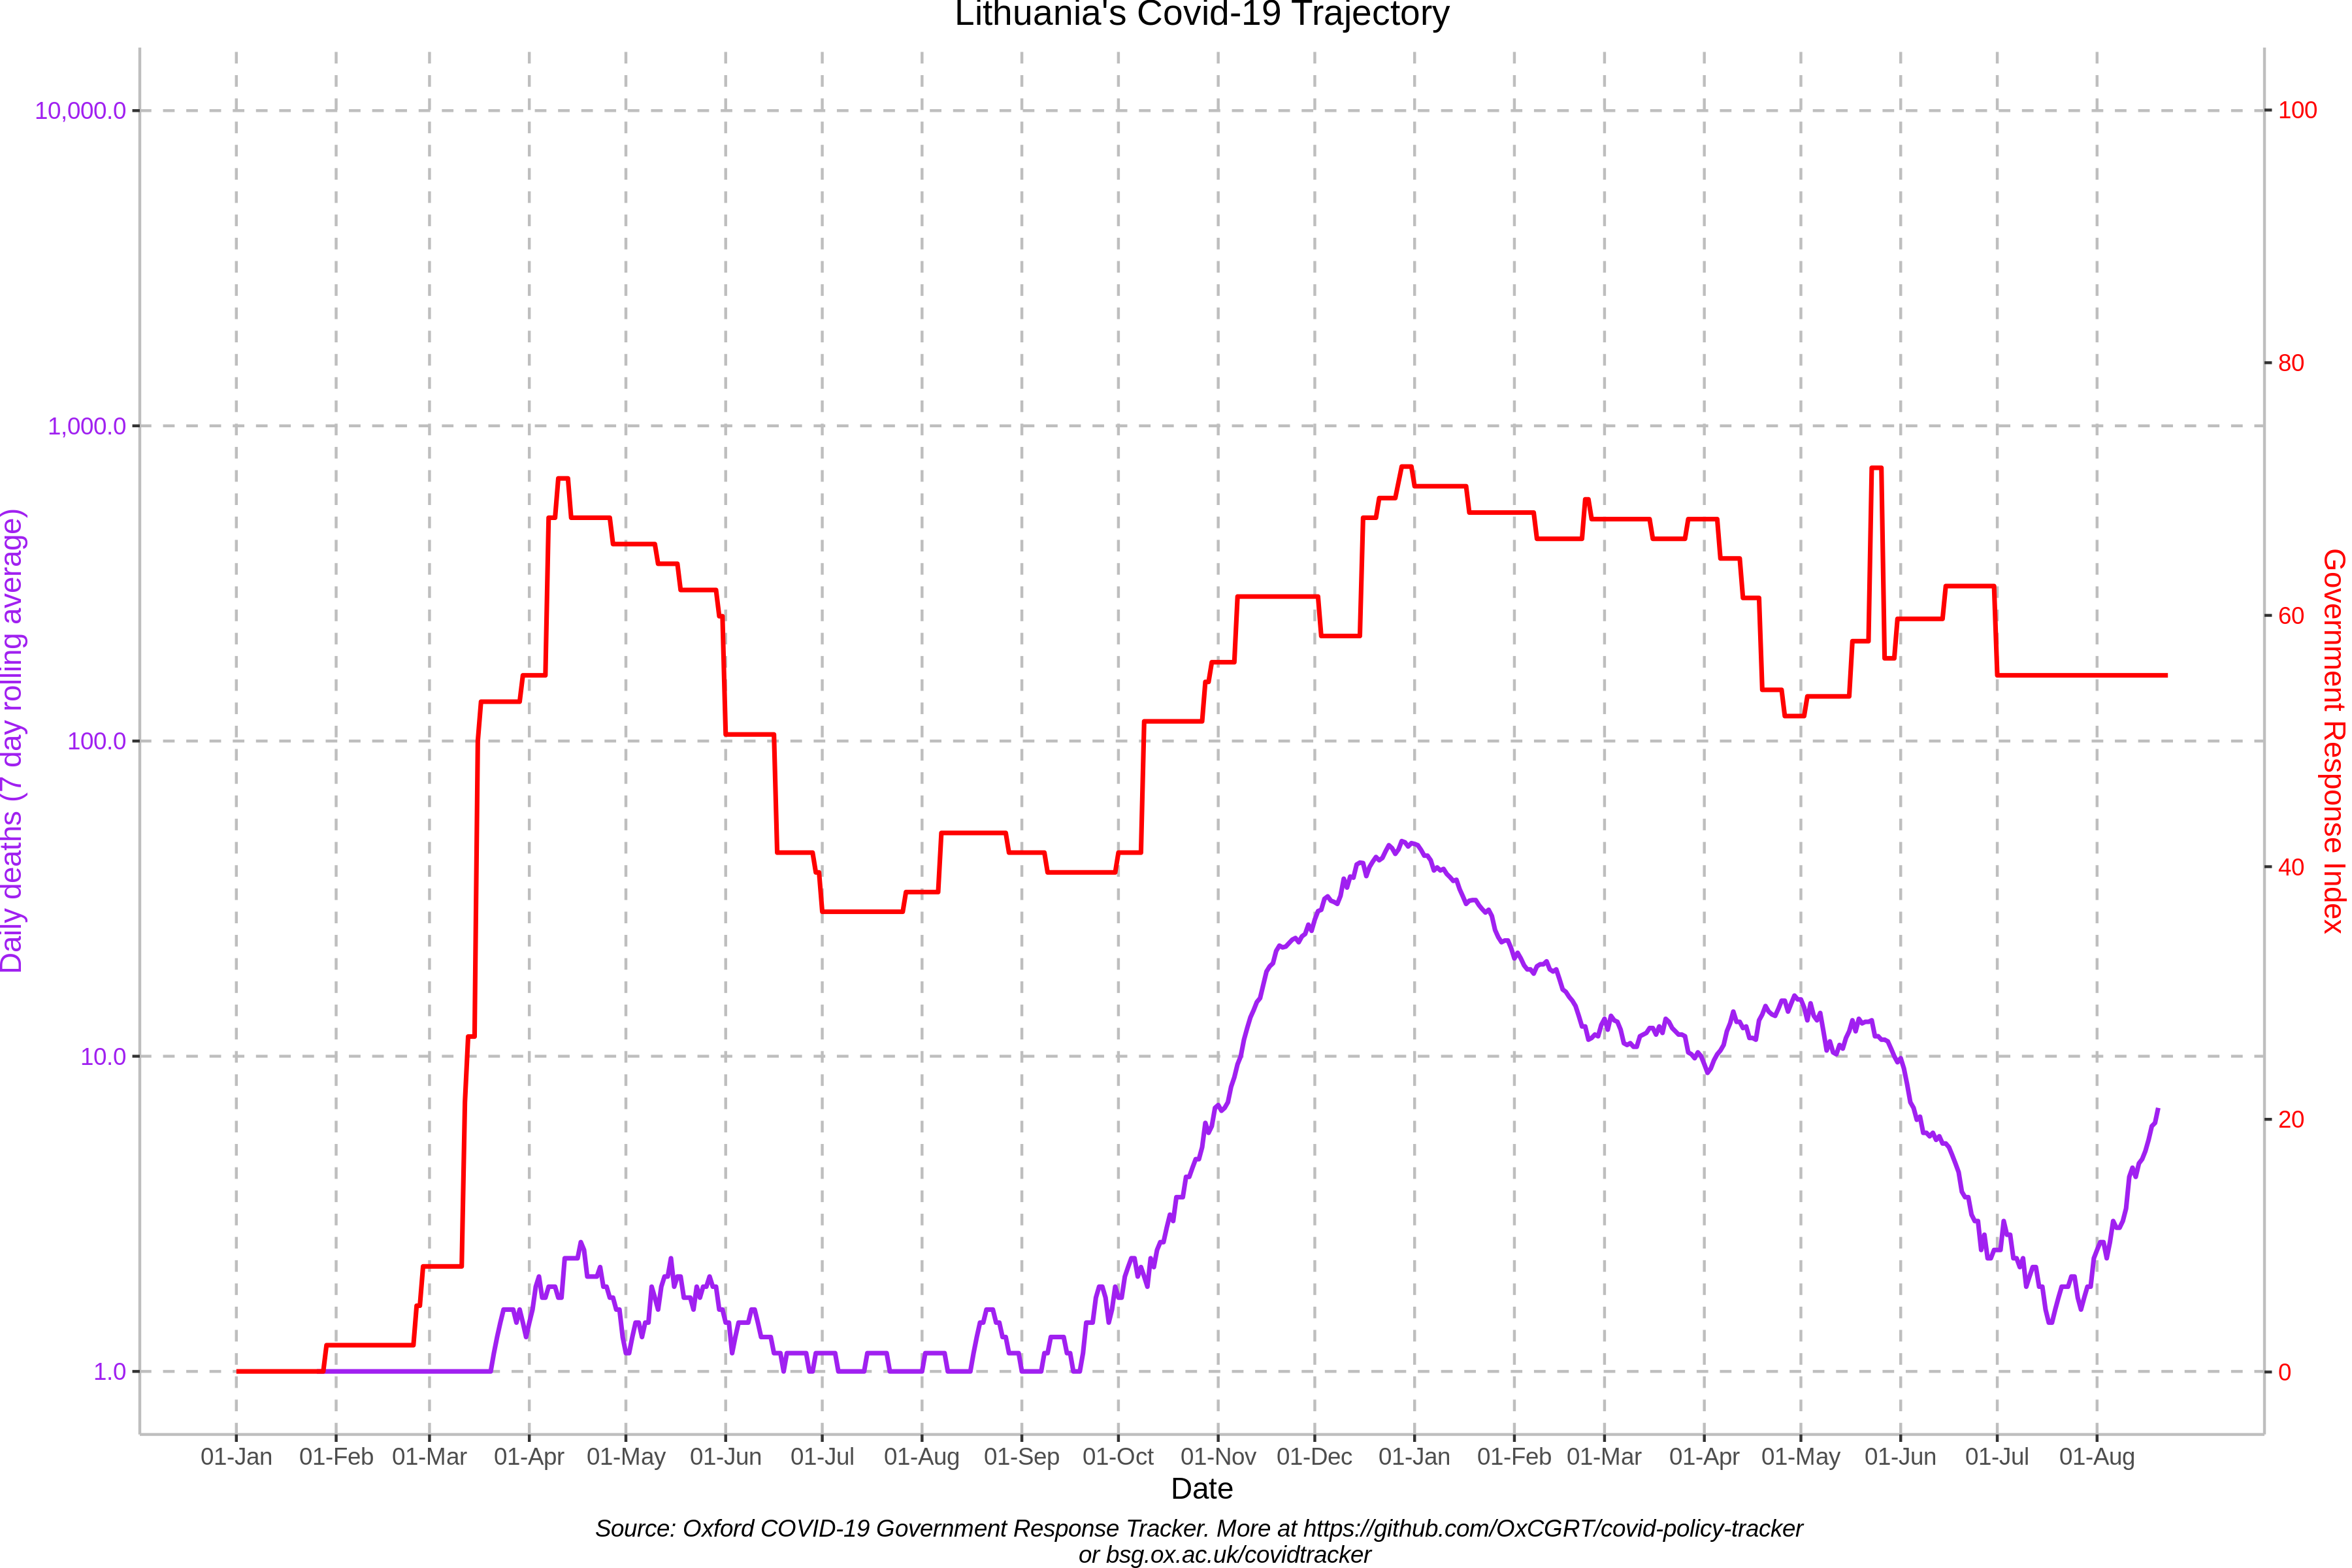 Lithuania's Covid-19 Trajectory
10,000.0
1,000.0
100.0
10.0
1.0
Daily deaths (7 day rolling average)
100
80
60
40
20
0
Government Response Index
01-Jan 01-Feb 01-Mar 01-Apr 01-May 01-Jun 01-Jul 01-Aug 01-Sep 01-Oct 01-Nov 01-Dec 01-Jan 01-Feb 01-Mar 01-Apr 01-May 01-Jun 01-Jul 01-Aug
Date
Source: Oxford COVID-19 Government Response Tracker. More at https://github.com/OxCGRT/covid-policy-tracker
or bsg.ox.ac.uk/covidtracker